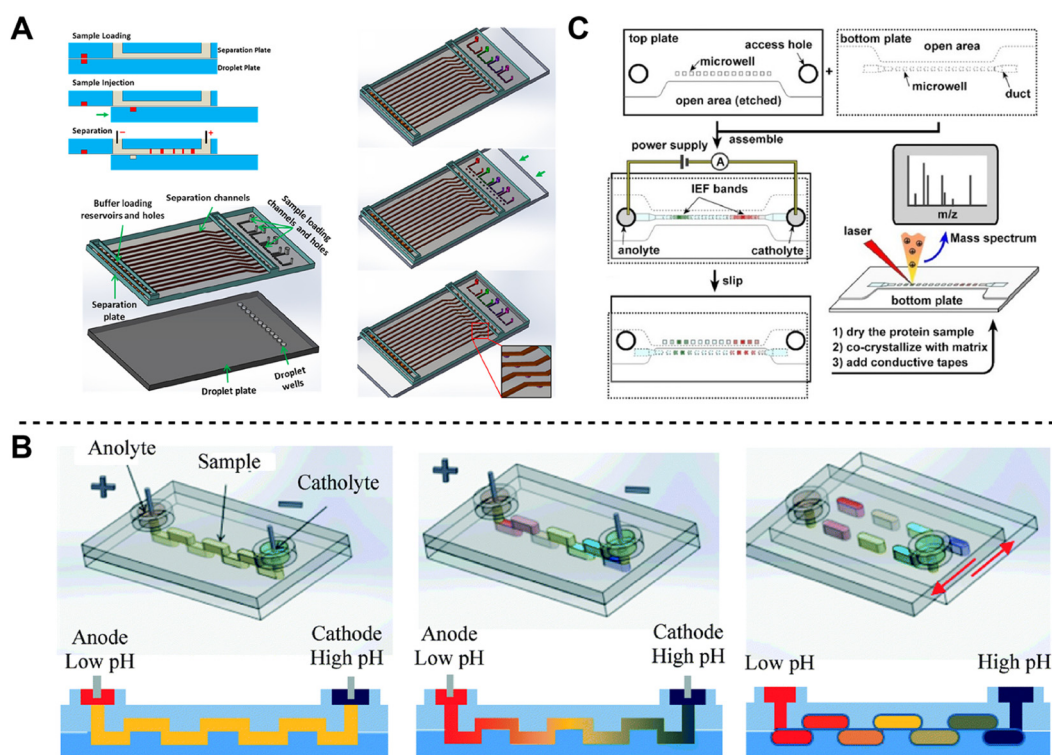 A
Sample Loading
Separation Plate
Droplet Plate
Sample Injection
Separation
−
+
Separation channels
Buffer loading
reservoirs and holes
Sample loading
channels and holes
Separation
plate
Droplet plate
Droplet
wells
C
top plate
access hole
microwell
open area (etched)
+
bottom plate
open area
microwell
duct
assemble
power supply
A
IEF bands
anolyte
catholyte
slip
m/z
laser
Mass spectrum
bottom plate
1) dry the protein sample
2) co-crystallize with matrix
3) add conductive tapes
B
Anolyte
Sample
Catholyte
Anode
Low pH
Cathode
High pH
Anode
Low pH
Cathode
High pH
Low pH
High pH